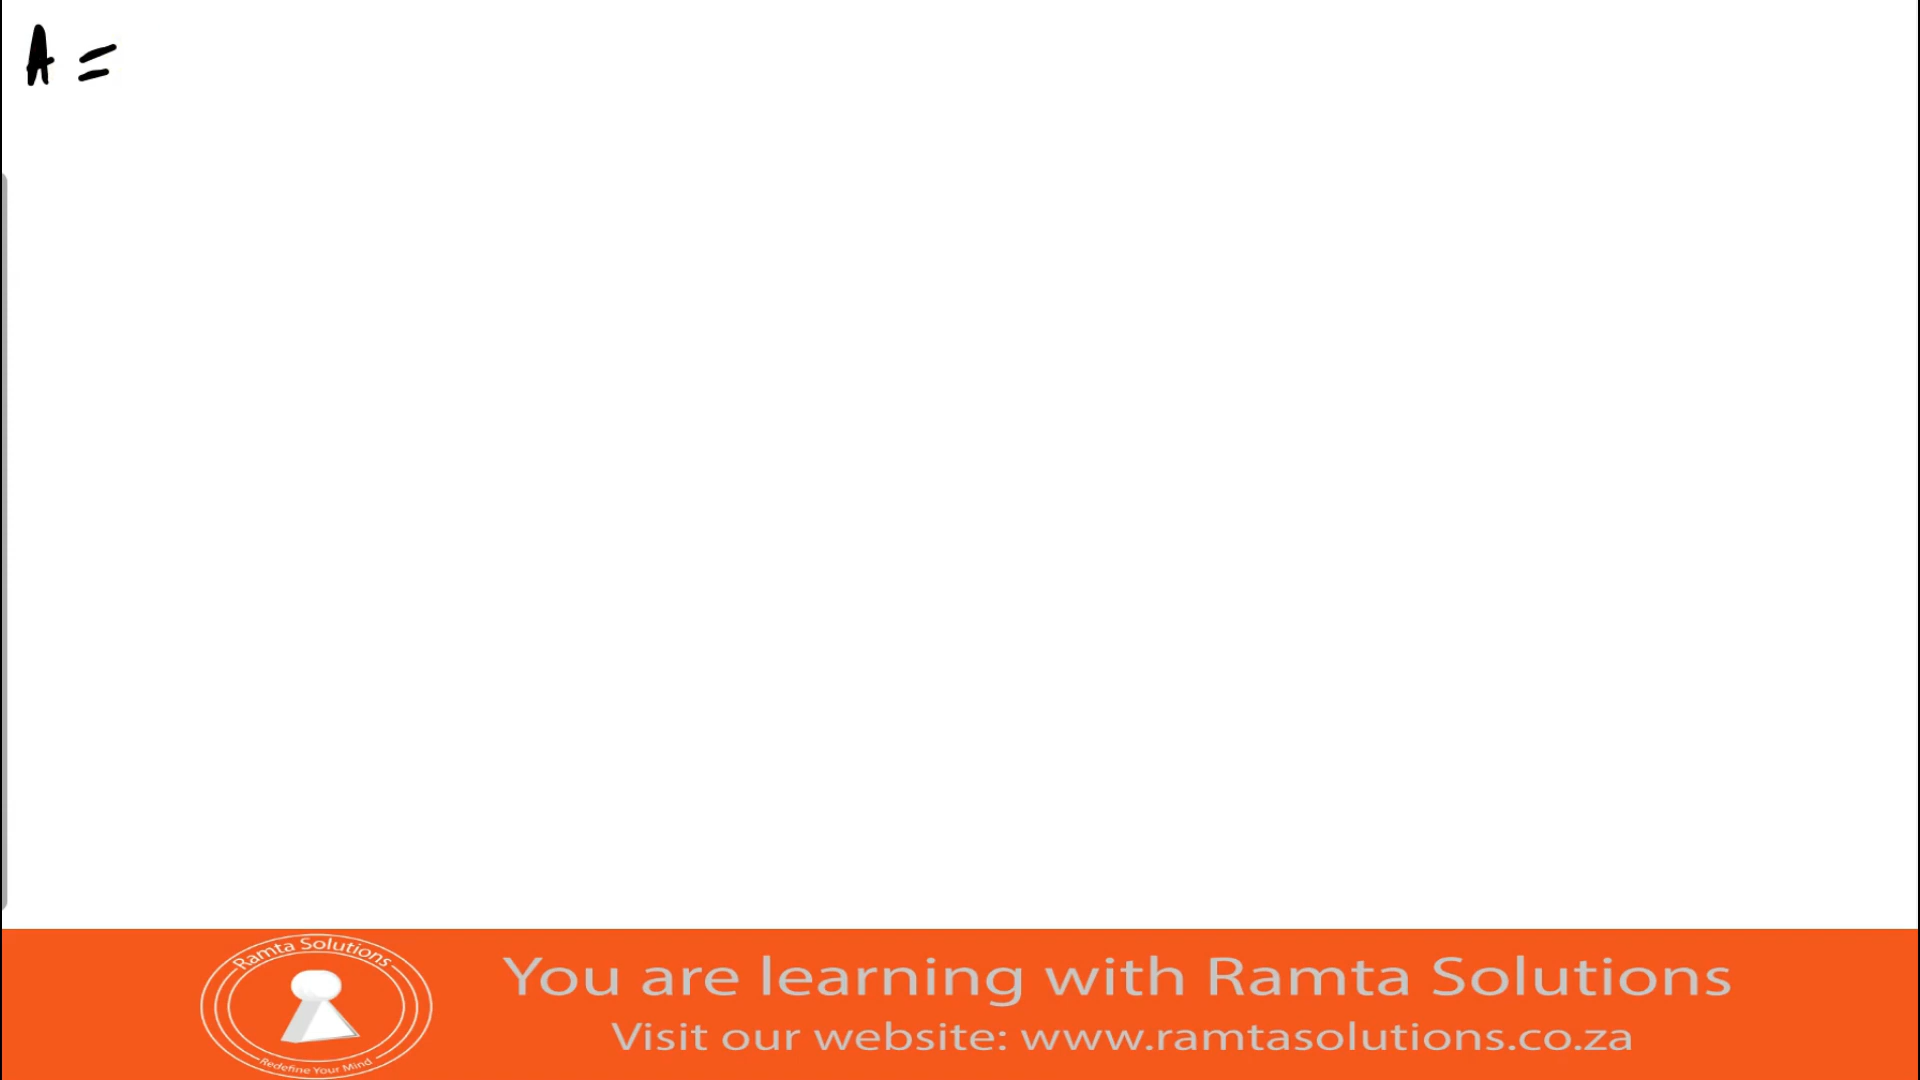 A =
Ramta Solutions
Redefine Your Mind
You are learning with Ramta Solutions
Visit our website: www.ramtasolutions.co.za